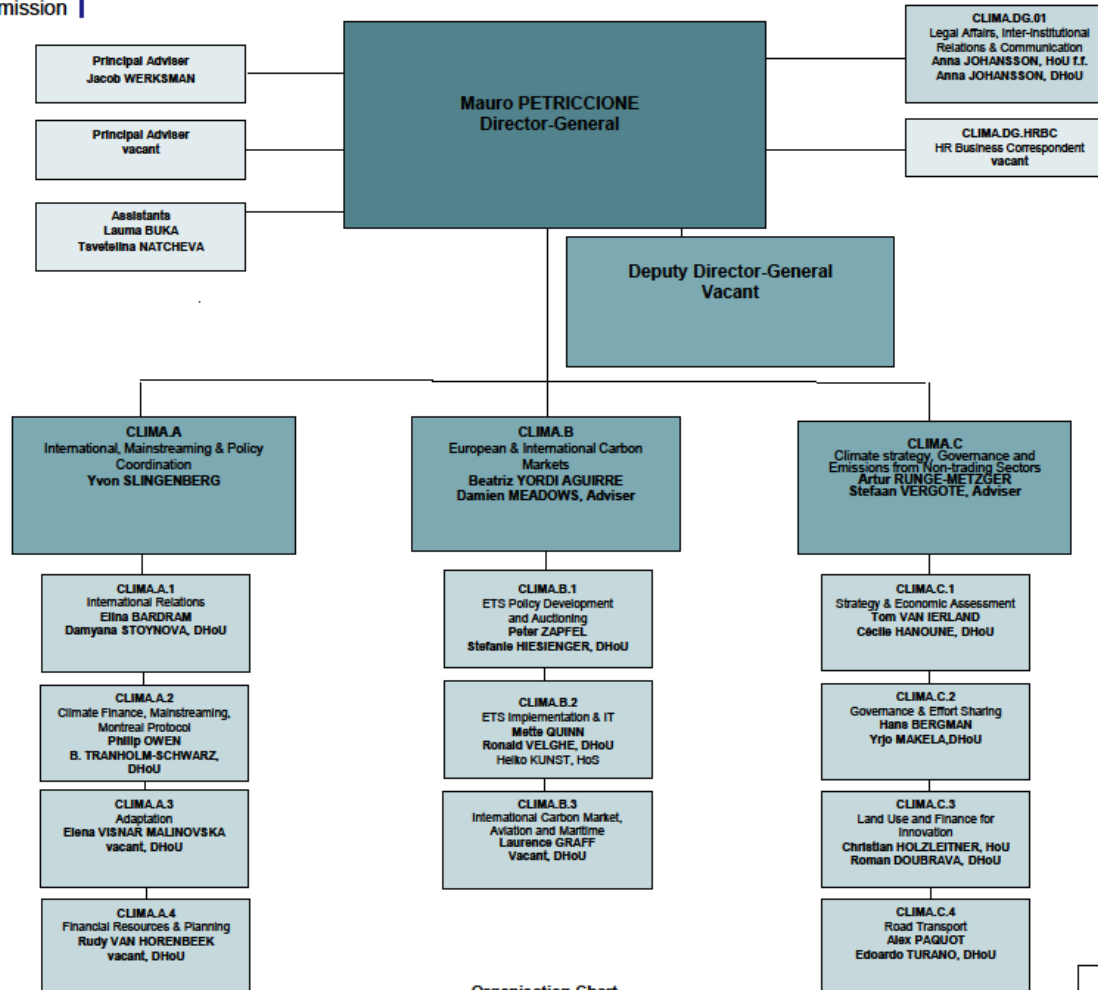 mission
Principal Adviser
Jacob WERKSMAN
Principal Adviser
vacant
Assistants
Lauma BUKA
Tsvetelina NATCHEVA
Mauro PETRICCIONE
Director-General
CLIMA.DG.01
Legal Affairs, Inter-Institutional
Relations & Communication
Anna JOHANSSON, HoU f.f.
Anna JOHANSSON, DHoU
CLIMA.DG.HRBC
HR Business Correspondent
vacant
Deputy Director-General
Vacant
CLIMA.A
International, Mainstreaming & Policy
Coordination
Yvon SLINGENBERG
CLIMA.A.1
International Relations
Elina BARDRAM
Damyana STOYNOVA, DHoU
CLIMA.A.2
Climate Finance, Mainstreaming,
Montreal Protocol
Philip OWEN
B. TRANHOLM-SCHWARZ,
DHoU
CLIMA.A.3
Adaptation
Elena VISNAR MALINOVSKA
vacant, DHoU
CLIMA.A.4
Financial Resources & Planning
Rudy VAN HORENBEEK
vacant, DHoU
CLIMA.B
European & International Carbon
Markets
Beatriz YORDI AGUIRRE
Damien MEADOWS, Adviser
CLIMA.B.1
ETS Policy Development
and Auctioning
Peter ZAPFEL
Stefanie HIESIENGER, DHoU
CLIMA.B.2
ETS Implementation & IT
Mette QUINN
Ronald VELGHE, DHoU
Heiko KUNST, HoS
CLIMA.B.3
International Carbon Market,
Aviation and Maritime
Laurence GRAFF
Vacant, DHoU
CLIMA.C
Climate strategy, Governance and
Emissions from Non-trading Sectors
Artur RUNGE-METZGER
Stefaan VERGOTE, Adviser
CLIMA.C.1
Strategy & Economic Assessment
Tom VAN IERLAND
Cécile HANOUNE, DHoU
CLIMA.C.2
Governance & Effort Sharing
Hans BERGMAN
Yrjo MAKELA,DHoU
CLIMA.C.3
Land Use and Finance for
Innovation
Christian HOLZLEITNER, HoU
Roman DOUBRAVA, DHoU
CLIMA.C.4
Road Transport
Alex PAQUOT
Edoardo TURANO, DHoU
Organisation Chart